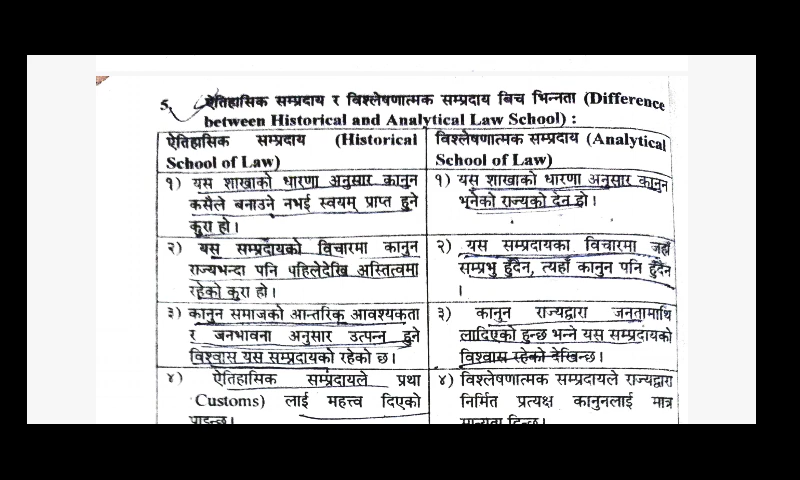 5. ऐतिहासिक सम्प्रदाय र विश्लेषणात्मक सम्प्रदाय बिच भिन्नता (Difference
between Historical and Analytical Law School) :
ऐतिहासिक सम्प्रदाय (Historical
School of Law)
१) यस शाखाको धारणा अनुसार कानुन
कसैले बनाउने नभई स्वयम् प्राप्त हुने
कुरा हो।
२) यस सम्प्रदायको विचारमा कानुन
राज्यभन्दा पनि पहिलेदेखि अस्तित्वमा
रहेको कुरा हो।
३) कानुन समाजको आन्तरिक आवश्यकता
र जनभावना अनुसार उत्पन्न हुने
विश्वास यस सम्प्रदायको रहेको छ।
४) ऐतिहासिक सम्प्रदायले प्रथा
Customs) लाई महत्त्व दिएको
पाइन्छ।
विश्लेषणात्मक सम्प्रदाय (Analytical
School of Law)
१) यस शाखाको धारणा अनुसार कानुन
भनेको राज्यको देन हो।
२) यस सम्प्रदायका विचारमा जहाँ
सम्प्रभु हुँदैन, त्यहाँ कानुन पनि हुँदैन
।
३) कानुन राज्यद्वारा जनतामाथि
लादिएको हुन्छ भन्ने यस सम्प्रदायको
विश्वास रहेको देखिन्छ।
४) विश्लेषणात्मक सम्प्रदायले राज्यद्वारा
निर्मित प्रत्यक्ष कानुनलाई मात्र
मान्यता दिन्छ।